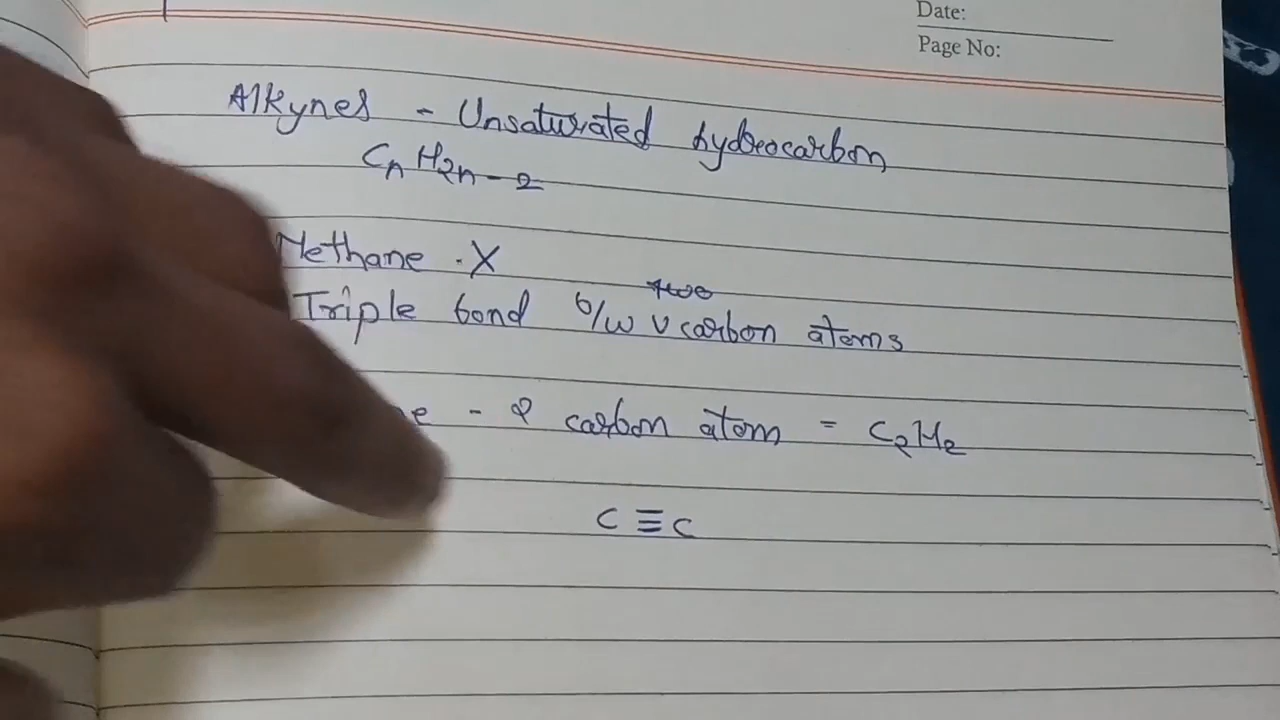 Date:
Page No:
Alkynes - Unsaturated hydrocarbon
CnH2n-2
Methane . X
two
Triple bond b/w v carbon atoms
- 2 carbon atom = C2H2
C ≡ C